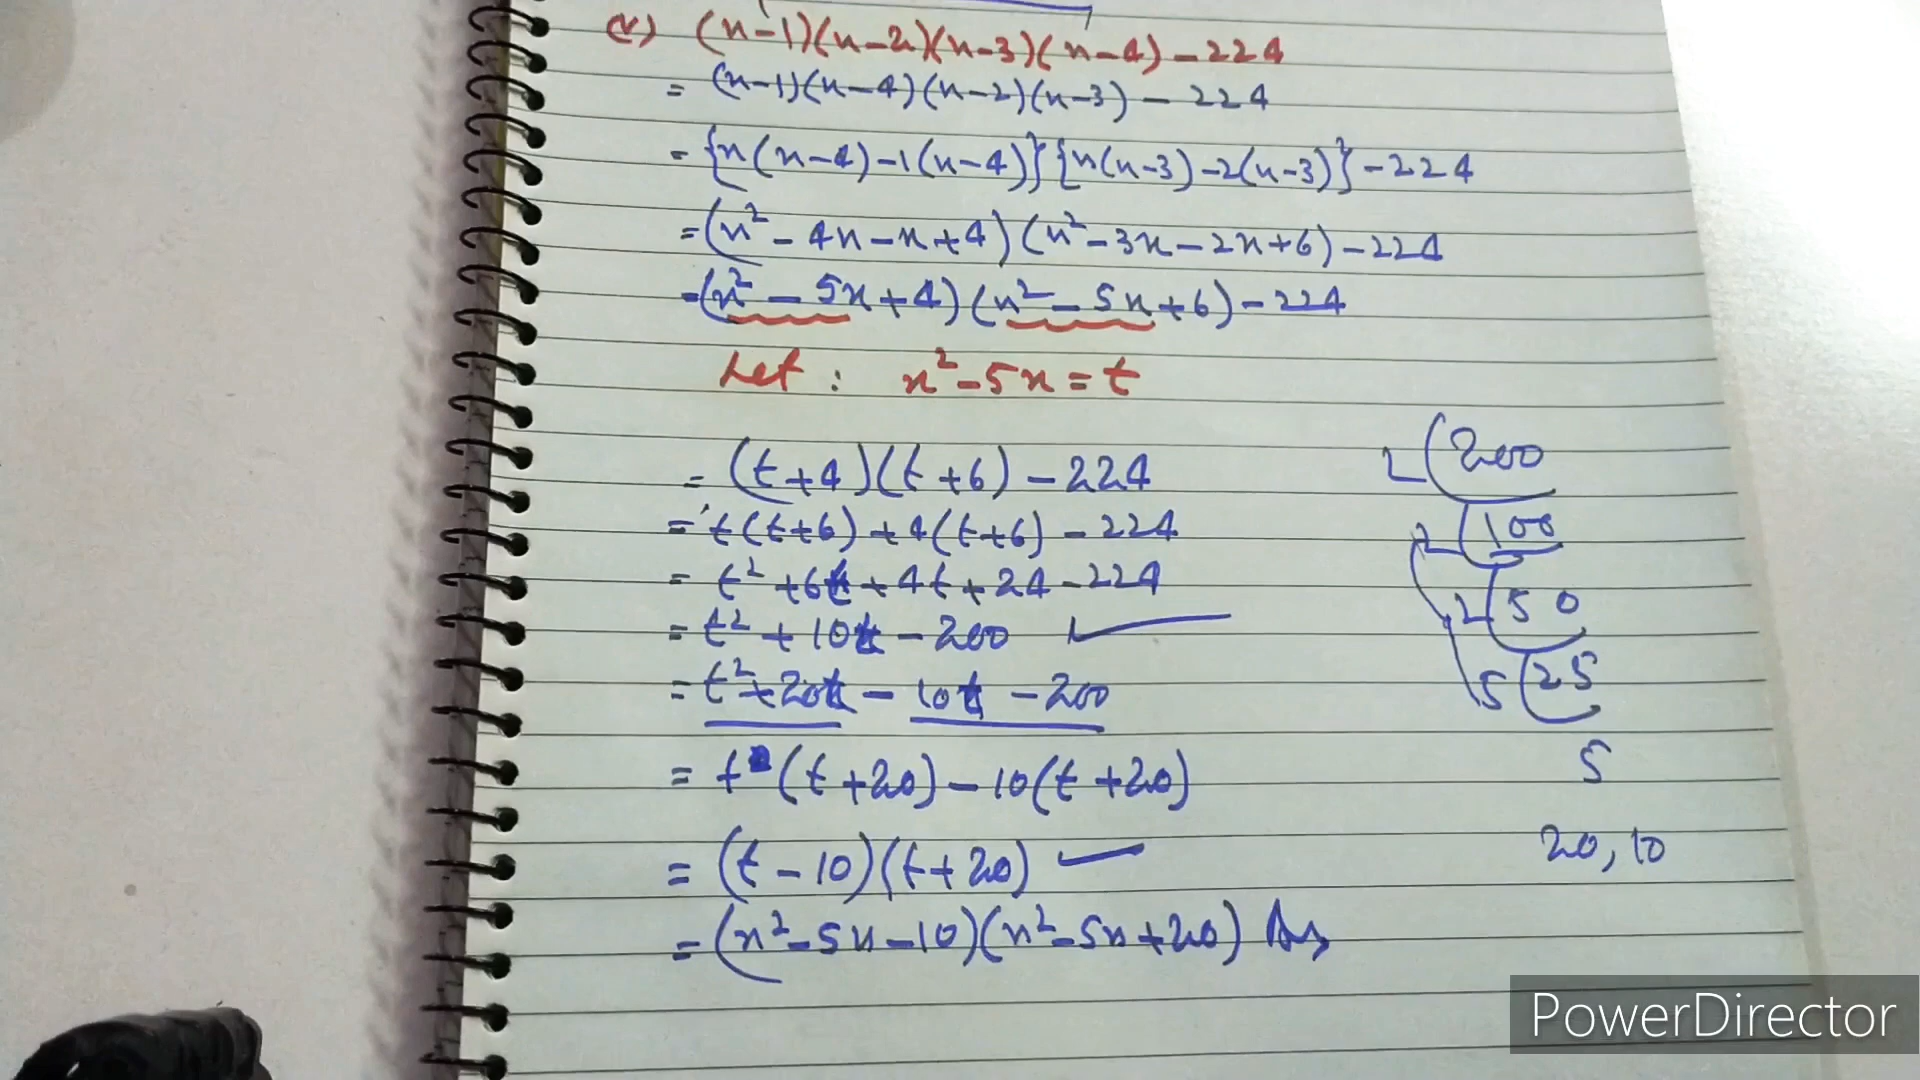 (v) (x-1)(x-2)(x-3)(x-4)-224
= (x-1)(x-4)(x-2)(x-3) - 224
= {x(x-4)-1(x-4)}{x(x-3)-2(x-3)}-224
= (x²-4x-x+4)(x²-3x-2x+6)-224
= (x²-5x+4)(x²-5x+6)-224
Let : x²-5x=t
= (t+4)(t+6)-224
= t(t+6)+4(t+6)-224
= t²+6t+4t+24-224
= t²+10t-200
= t²+20t-10t-200
= t(t+20)-10(t+20)
= (t-10)(t+20)
= (x²-5x-10)(x²-5x+20) Ans
2(200
2(100
2(50
5(25
5
20, 10
PowerDirector